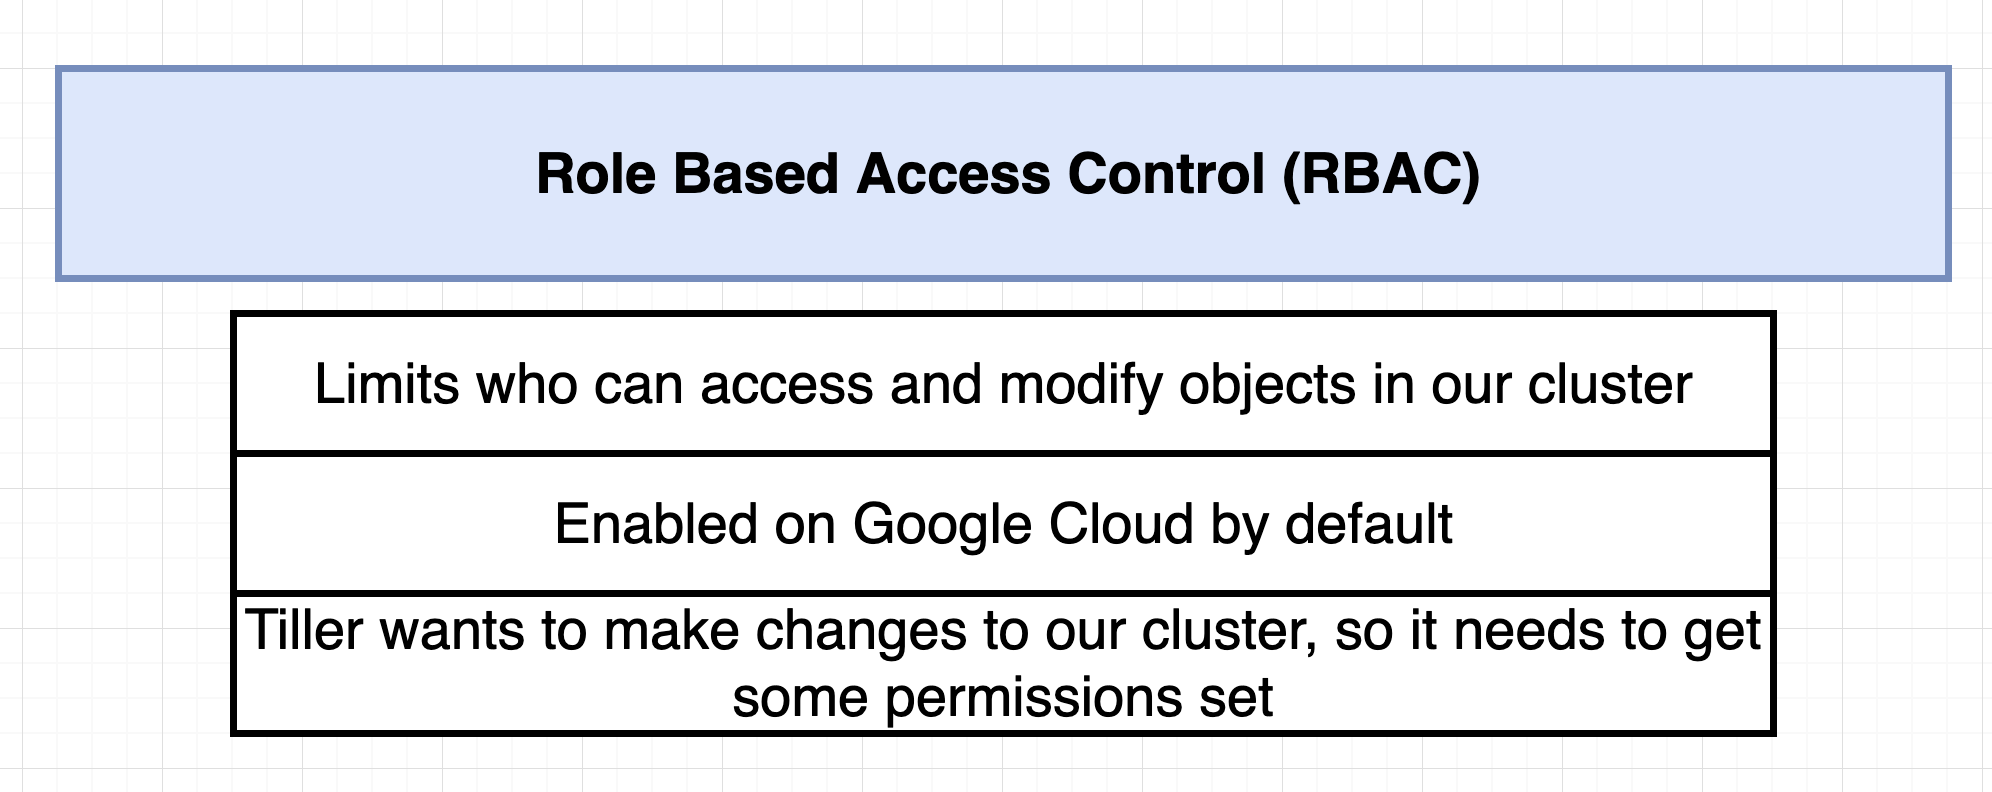 Role Based Access Control (RBAC)
Limits who can access and modify objects in our cluster
Enabled on Google Cloud by default
Tiller wants to make changes to our cluster, so it needs to get
some permissions set